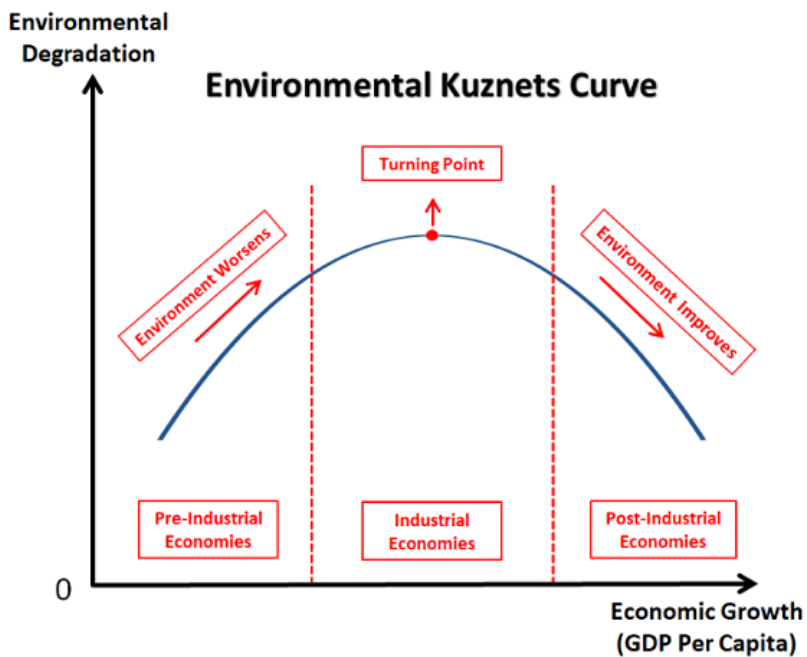 Environmental
Degradation
Environmental Kuznets Curve
Turning Point
Environment Worsens
Environment Improves
Pre-Industrial
Economies
Industrial
Economies
Post-Industrial
Economies
0
Economic Growth
(GDP Per Capita)